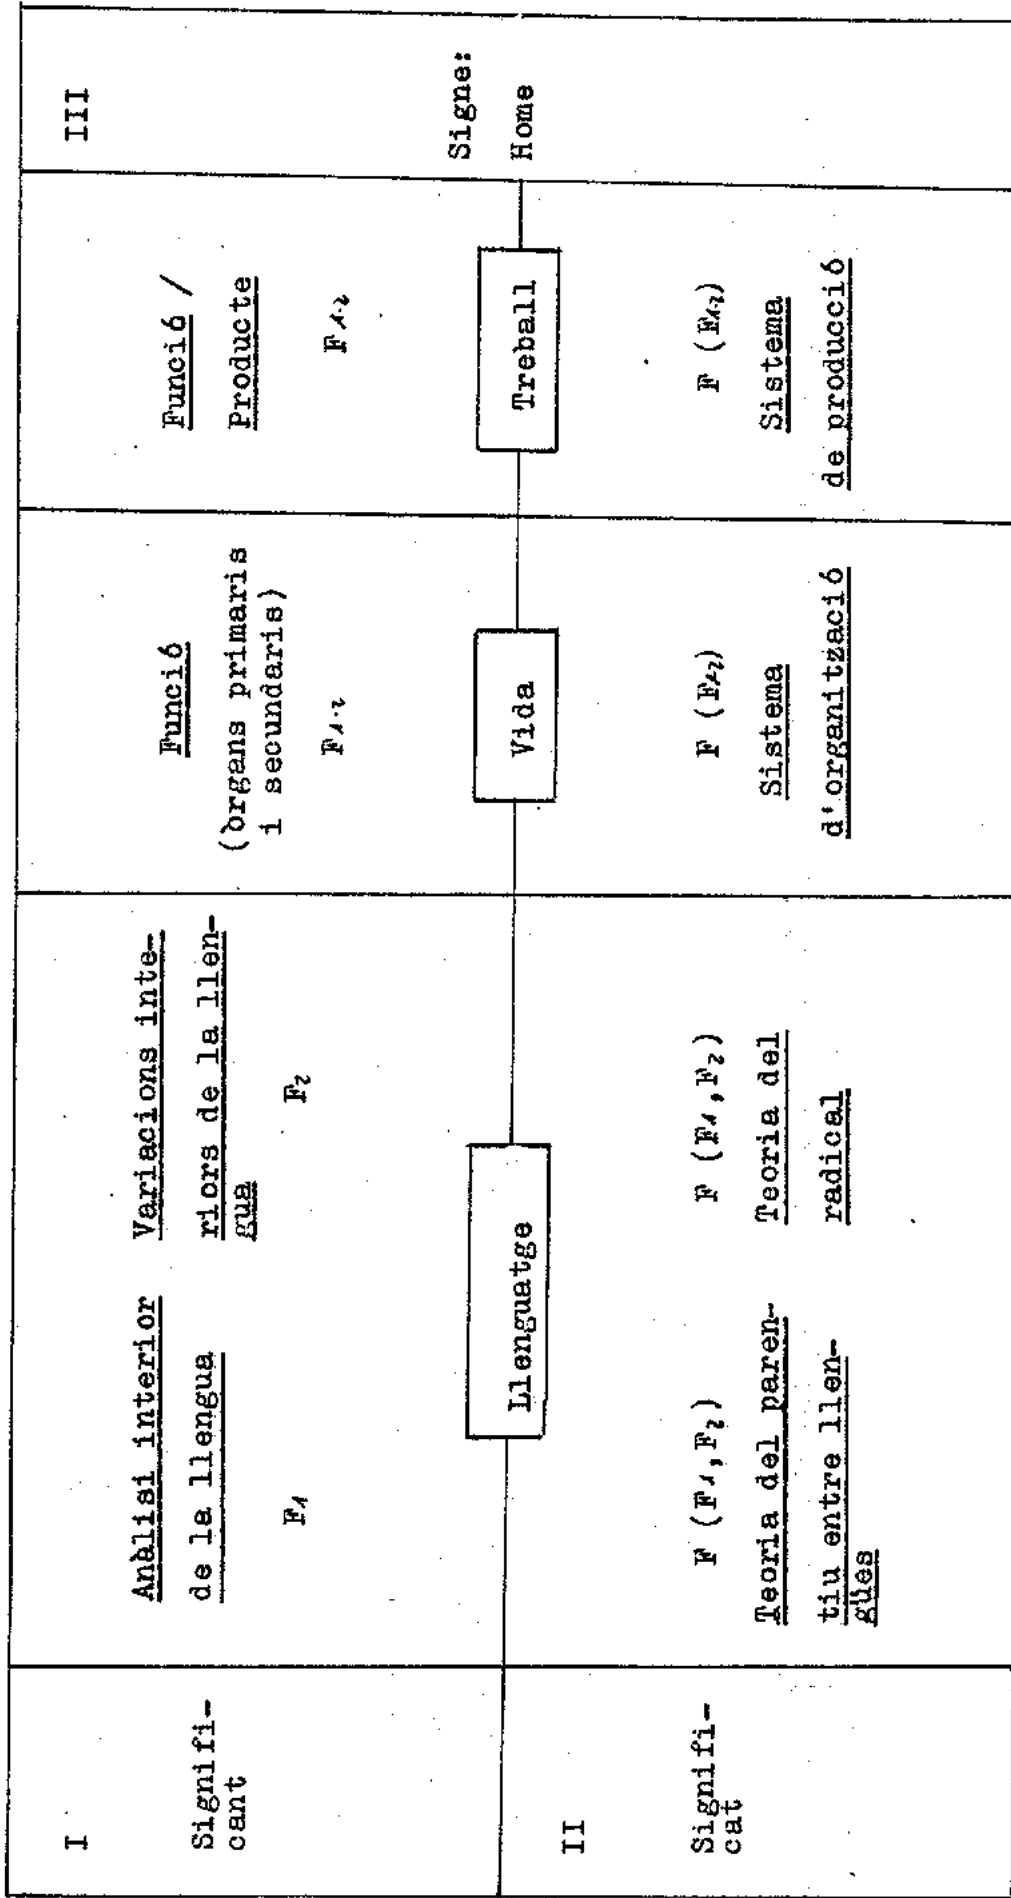 I
Signifi-
cant
Anàlisi interior
de la llengua
F1
Variacions inte-
riors de la llen-
gua
F2
Funció
(òrgans primaris
i secundaris)
F1.2
Funció /
Producte
F1.2
III
Llenguatge
Vida
Treball
Signe:
Home
II
Signifi-
cat
F (F1,F2)
Teoria del paren-
tiu entre llen-
gües
F (F1,F2)
Teoria del
radical
F (F1.2)
Sistema
d'organització
F (F1.2)
Sistema
de producció